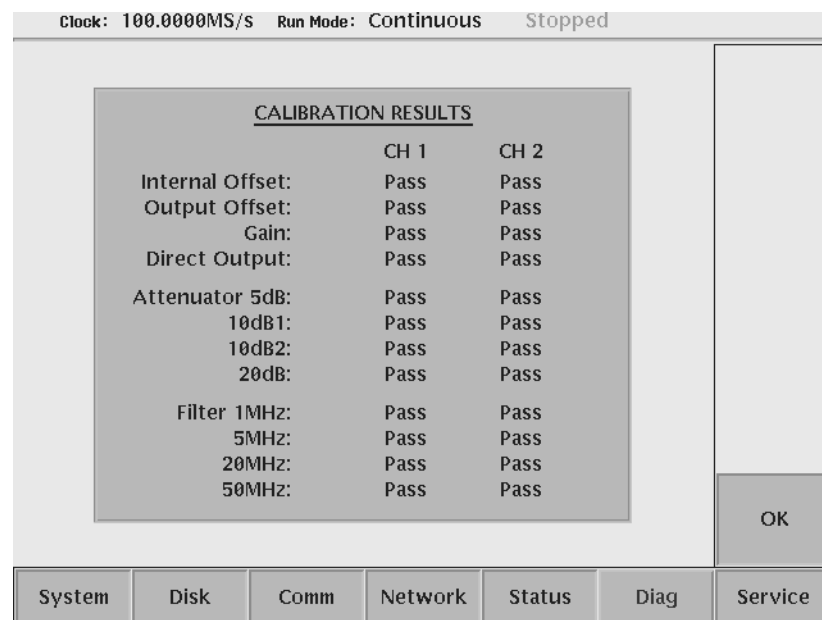 Clock: 100.0000MS/s Run Mode: Continuous Stopped
CALIBRATION RESULTS
CH 1 CH 2
Internal Offset: Pass Pass
Output Offset: Pass Pass
Gain: Pass Pass
Direct Output: Pass Pass
Attenuator 5dB: Pass Pass
10dB1: Pass Pass
10dB2: Pass Pass
20dB: Pass Pass
Filter 1MHz: Pass Pass
5MHz: Pass Pass
20MHz: Pass Pass
50MHz: Pass Pass
OK
System Disk Comm Network Status Diag Service